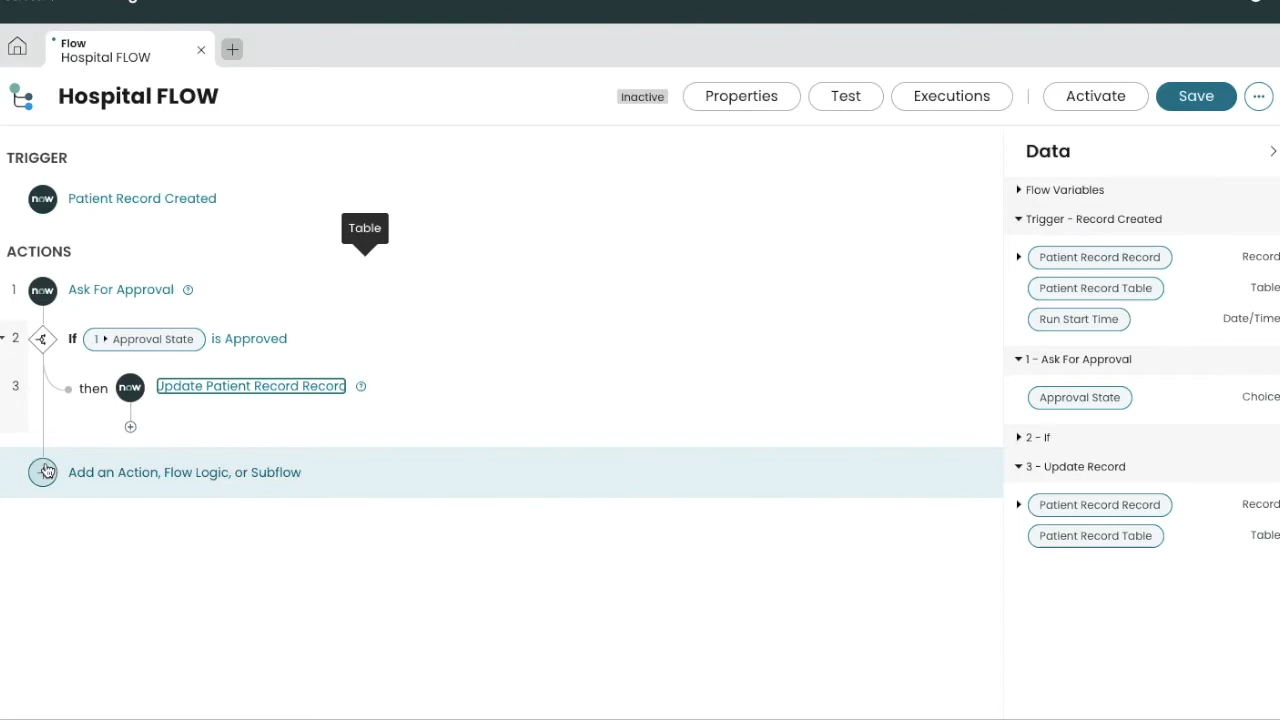 Flow
Hospital FLOW
Hospital FLOW
Inactive
Properties
Test
Executions
Activate
Save
TRIGGER
now
Patient Record Created
Table
ACTIONS
1
now
Ask For Approval
2
If
1
Approval State
is Approved
3
then
now
Update Patient Record Record
Add an Action, Flow Logic, or Subflow
Data
Flow Variables
Trigger - Record Created
Patient Record Record
Record
Patient Record Table
Table
Run Start Time
Date/Time
1 - Ask For Approval
Approval State
Choice
2 - If
3 - Update Record
Patient Record Record
Record
Patient Record Table
Table